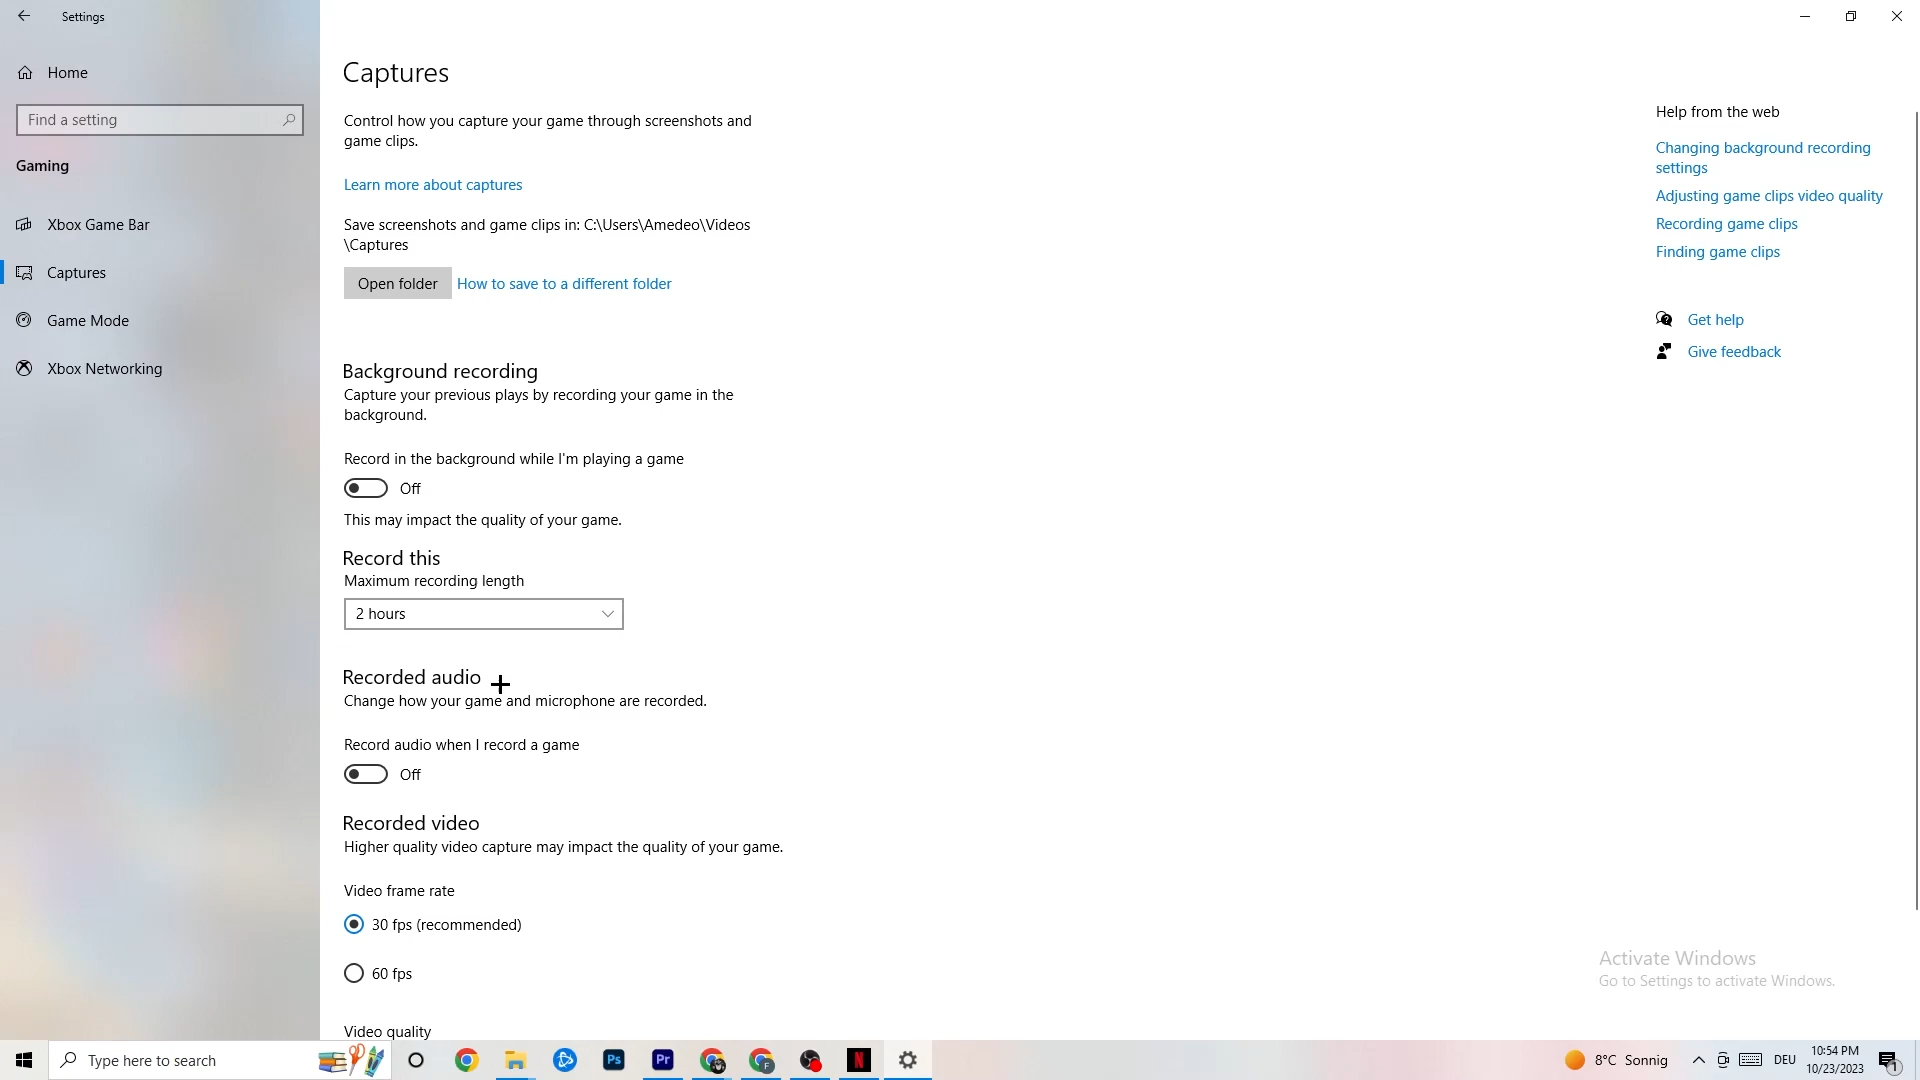 Settings
Home
Find a setting
Gaming
Xbox Game Bar
Captures
Game Mode
Xbox Networking
Captures
Control how you capture your game through screenshots and
game clips.
Learn more about captures
Save screenshots and game clips in: C:\Users\Amedeo\Videos
\Captures
Open folder
How to save to a different folder
Background recording
Capture your previous plays by recording your game in the
background.
Record in the background while I'm playing a game
Off
This may impact the quality of your game.
Record this
Maximum recording length
2 hours
Recorded audio
Change how your game and microphone are recorded.
Record audio when I record a game
Off
Recorded video
Higher quality video capture may impact the quality of your game.
Video frame rate
30 fps (recommended)
60 fps
Video quality
Help from the web
Changing background recording
settings
Adjusting game clips video quality
Recording game clips
Finding game clips
Get help
Give feedback
Activate Windows
Go to Settings to activate Windows.
Type here to search
Ps
Pr
F
N
8°C Sonnig
DEU
10:54 PM
10/23/2023
1